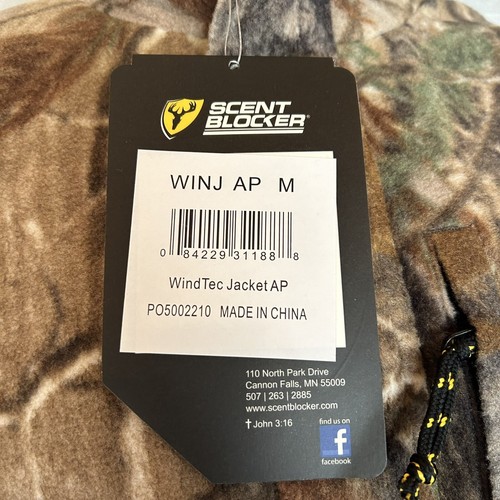 SCENT
BLOCKER®
WINJ AP M
0 84229 31188 8
WindTec Jacket AP
PO5002210 MADE IN CHINA
110 North Park Drive
Cannon Falls, MN 55009
507 | 263 | 2885
www.scentblocker.com
✝ John 3:16
find us on
f
facebook